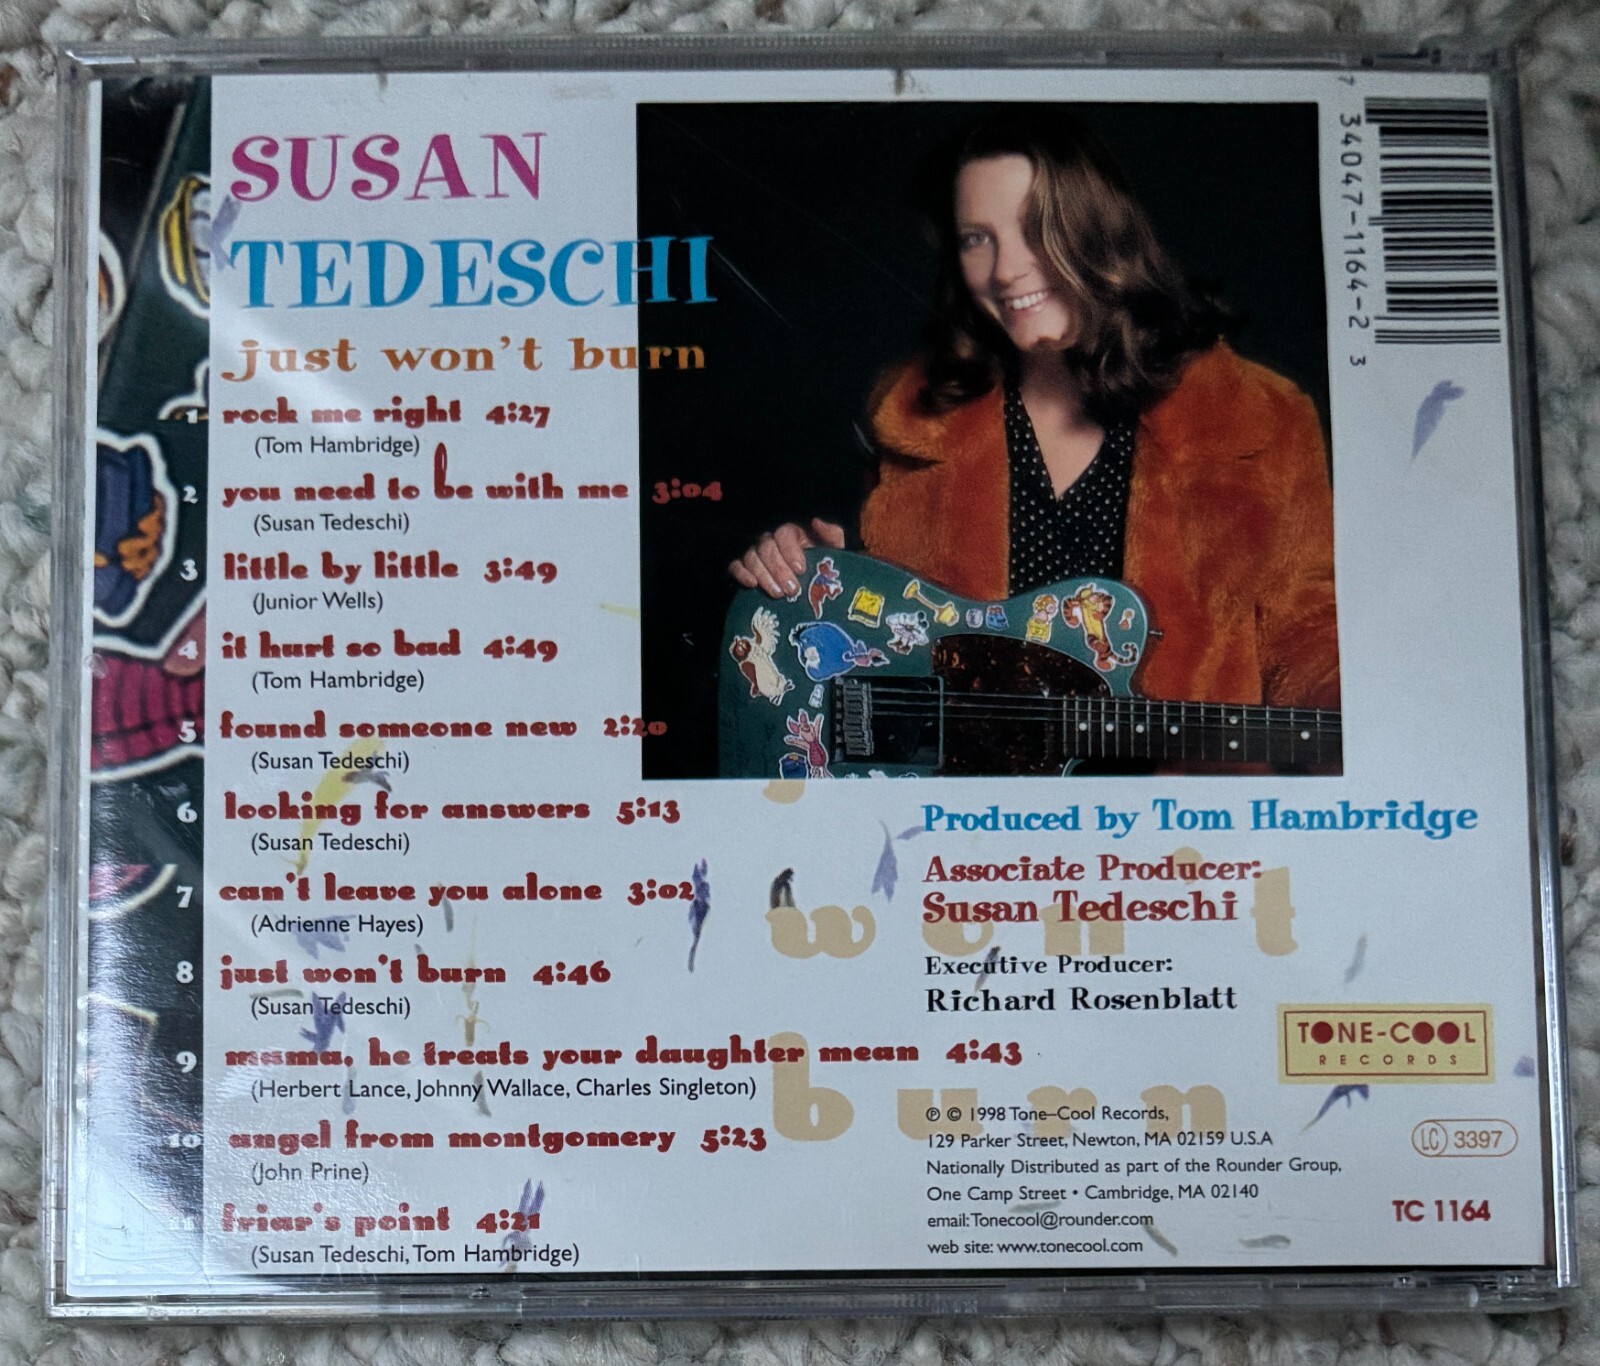 SUSAN
TEDESCHI
just won't burn
1 rock me right 4:27
(Tom Hambridge)
2 you need to be with me 3:04
(Susan Tedeschi)
3 little by little 3:49
(Junior Wells)
4 it hurt so bad 4:49
(Tom Hambridge)
5 found someone new 2:20
(Susan Tedeschi)
6 looking for answers 5:13
(Susan Tedeschi)
7 can't leave you alone 3:02
(Adrienne Hayes)
8 just won't burn 4:46
(Susan Tedeschi)
9 mama, he treats your daughter mean 4:43
(Herbert Lance, Johnny Wallace, Charles Singleton)
10 angel from montgomery 5:23
(John Prine)
11 friar's point 4:21
(Susan Tedeschi, Tom Hambridge)
7 34047-1164-2 3
Produced by Tom Hambridge
Associate Producer:
Susan Tedeschi
Executive Producer:
Richard Rosenblatt
won't
burn
TONE-COOL
RECORDS
℗ © 1998 Tone–Cool Records,
129 Parker Street, Newton, MA 02159 U.S.A
Nationally Distributed as part of the Rounder Group,
One Camp Street • Cambridge, MA 02140
email: Tonecool@rounder.com
web site: www.tonecool.com
LC 3397
TC 1164